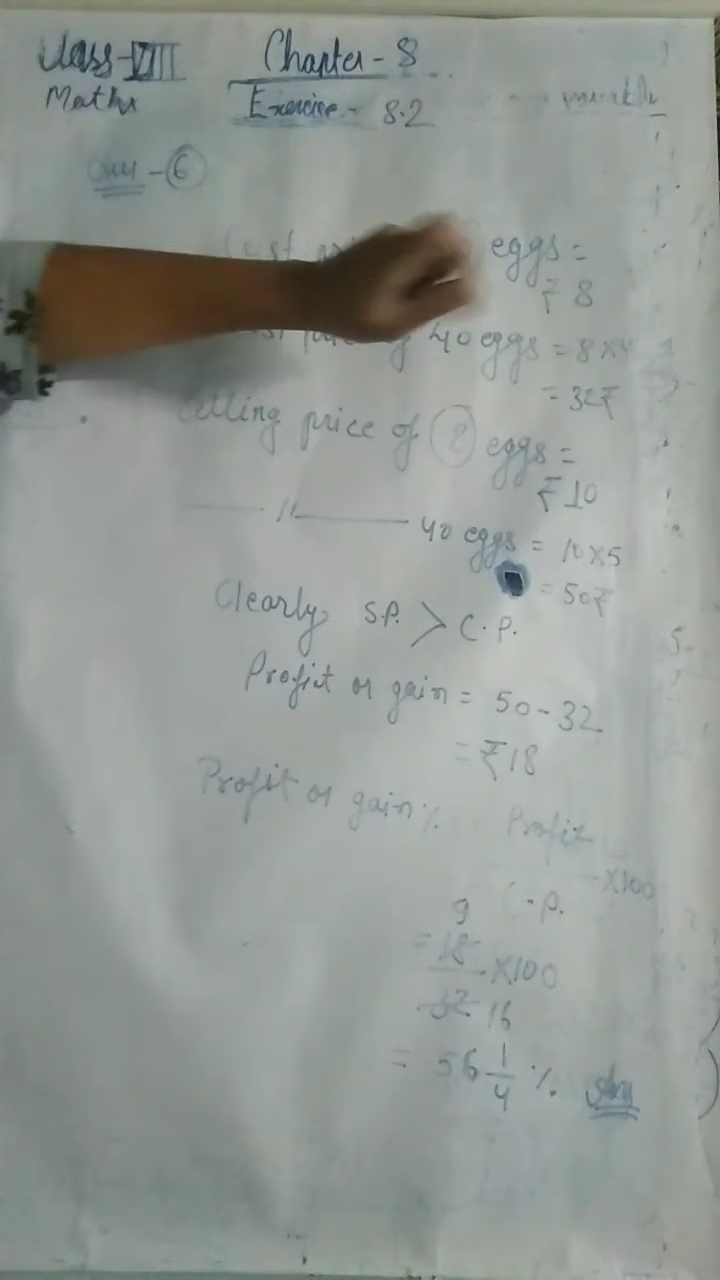 Class-VIII Chapter - 8
Maths Exercise - 8.2
- 6
Cost eggs =
₹ 8
40 eggs = 8×4
= 32₹
elling price of 8 eggs =
₹10
—— 〃 —— 40 eggs = 10×5
= 50₹
Clearly, S.P. > C.P.
Profit or gain = 50-32
= ₹18
Profit or gain % Profit
×100
C.P.
9
= 18
×100
32 16
= 56 1/4 % Ans